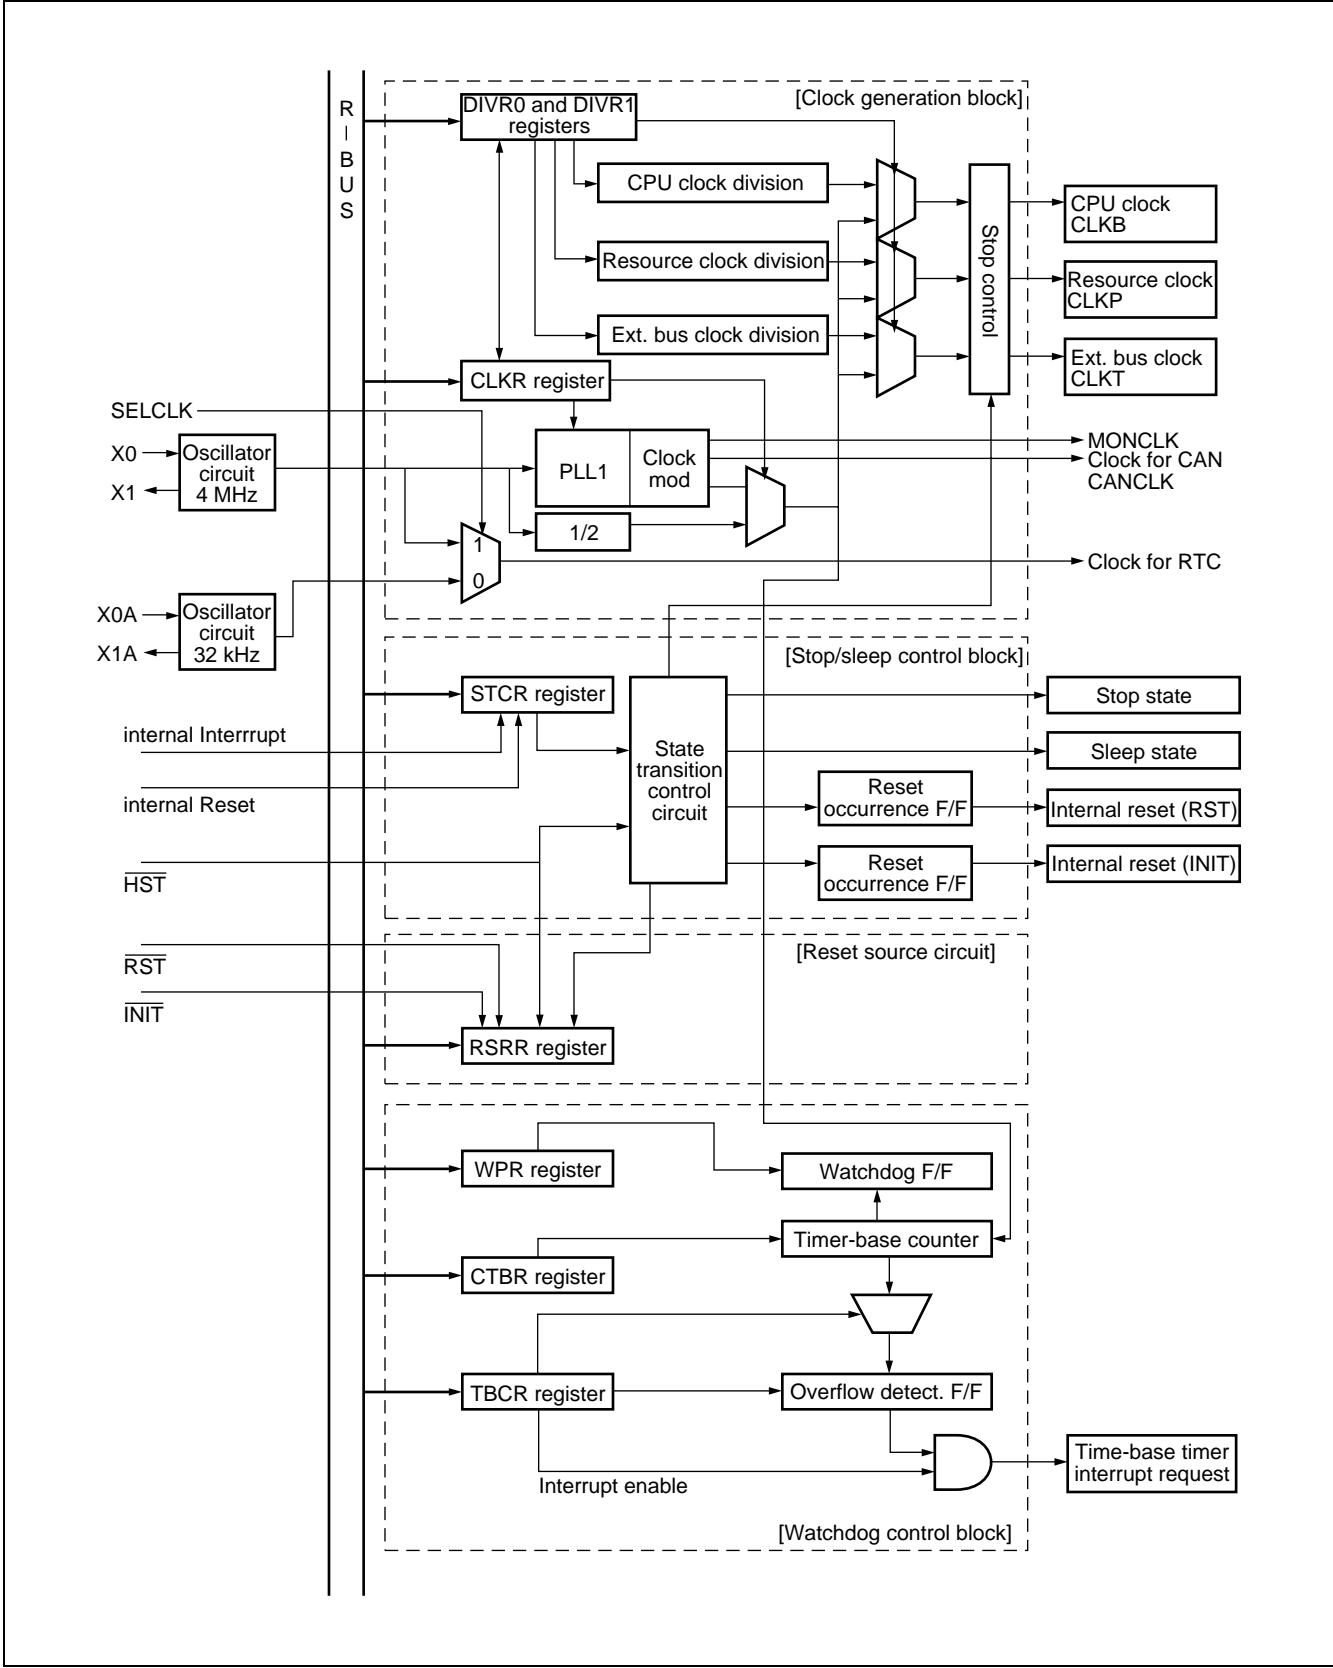 R
–
B
U
S
[Clock generation block]
DIVR0 and DIVR1
registers
CPU clock division
Resource clock division
Ext. bus clock division
Stop control
CPU clock
CLKB
Resource clock
CLKP
Ext. bus clock
CLKT
CLKR register
SELCLK
X0
X1
Oscillator
circuit
4 MHz
PLL1
Clock
mod
1/2
1
0
MONCLK
Clock for CAN
CANCLK
Clock for RTC
X0A
X1A
Oscillator
circuit
32 kHz
[Stop/sleep control block]
STCR register
State
transition
control
circuit
Stop state
Sleep state
Reset
occurrence F/F
Internal reset (RST)
Reset
occurrence F/F
Internal reset (INIT)
internal Interrrupt
internal Reset
HST
RST
INIT
[Reset source circuit]
RSRR register
WPR register
Watchdog F/F
Timer-base counter
CTBR register
TBCR register
Overflow detect. F/F
Interrupt enable
Time-base timer
interrupt request
[Watchdog control block]